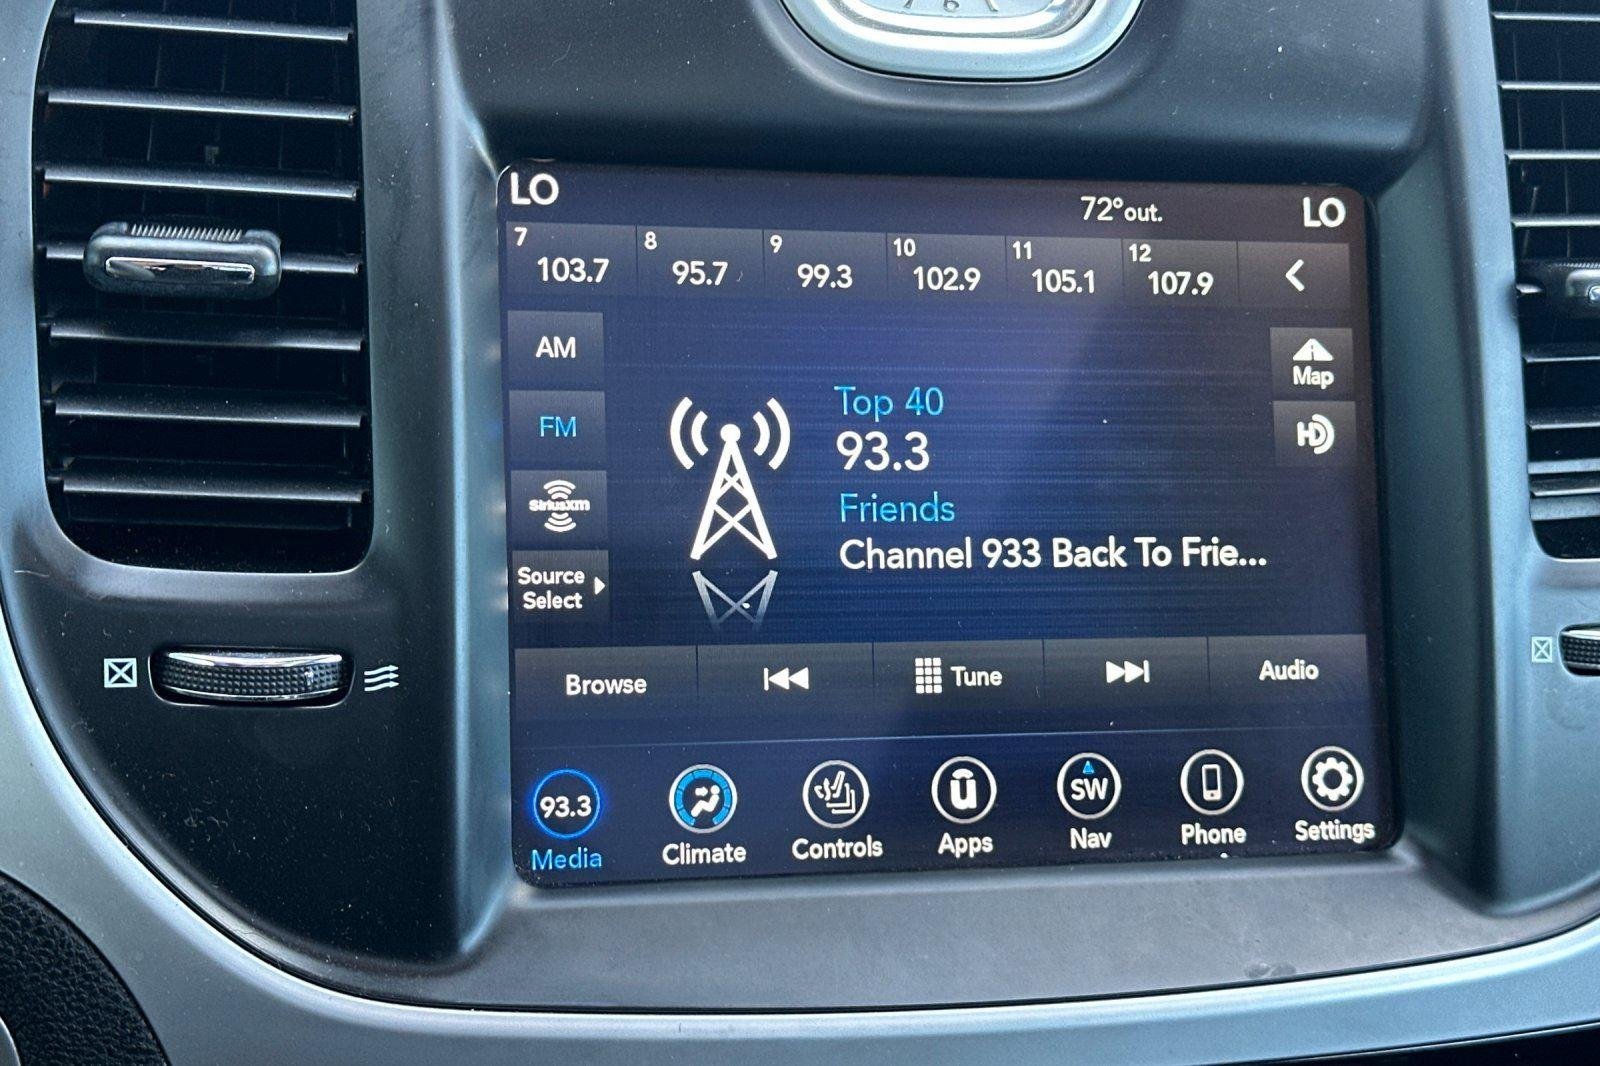 LO
72°out.
LO
7 103.7
8 95.7
9 99.3
10 102.9
11 105.1
12 107.9
AM
FM
SiriusXM
Source
Select
Map
HD
Top 40
93.3
Friends
Channel 933 Back To Frie...
Browse
Tune
Audio
93.3
Media
Climate
Controls
u
Apps
SW
Nav
Phone
Settings